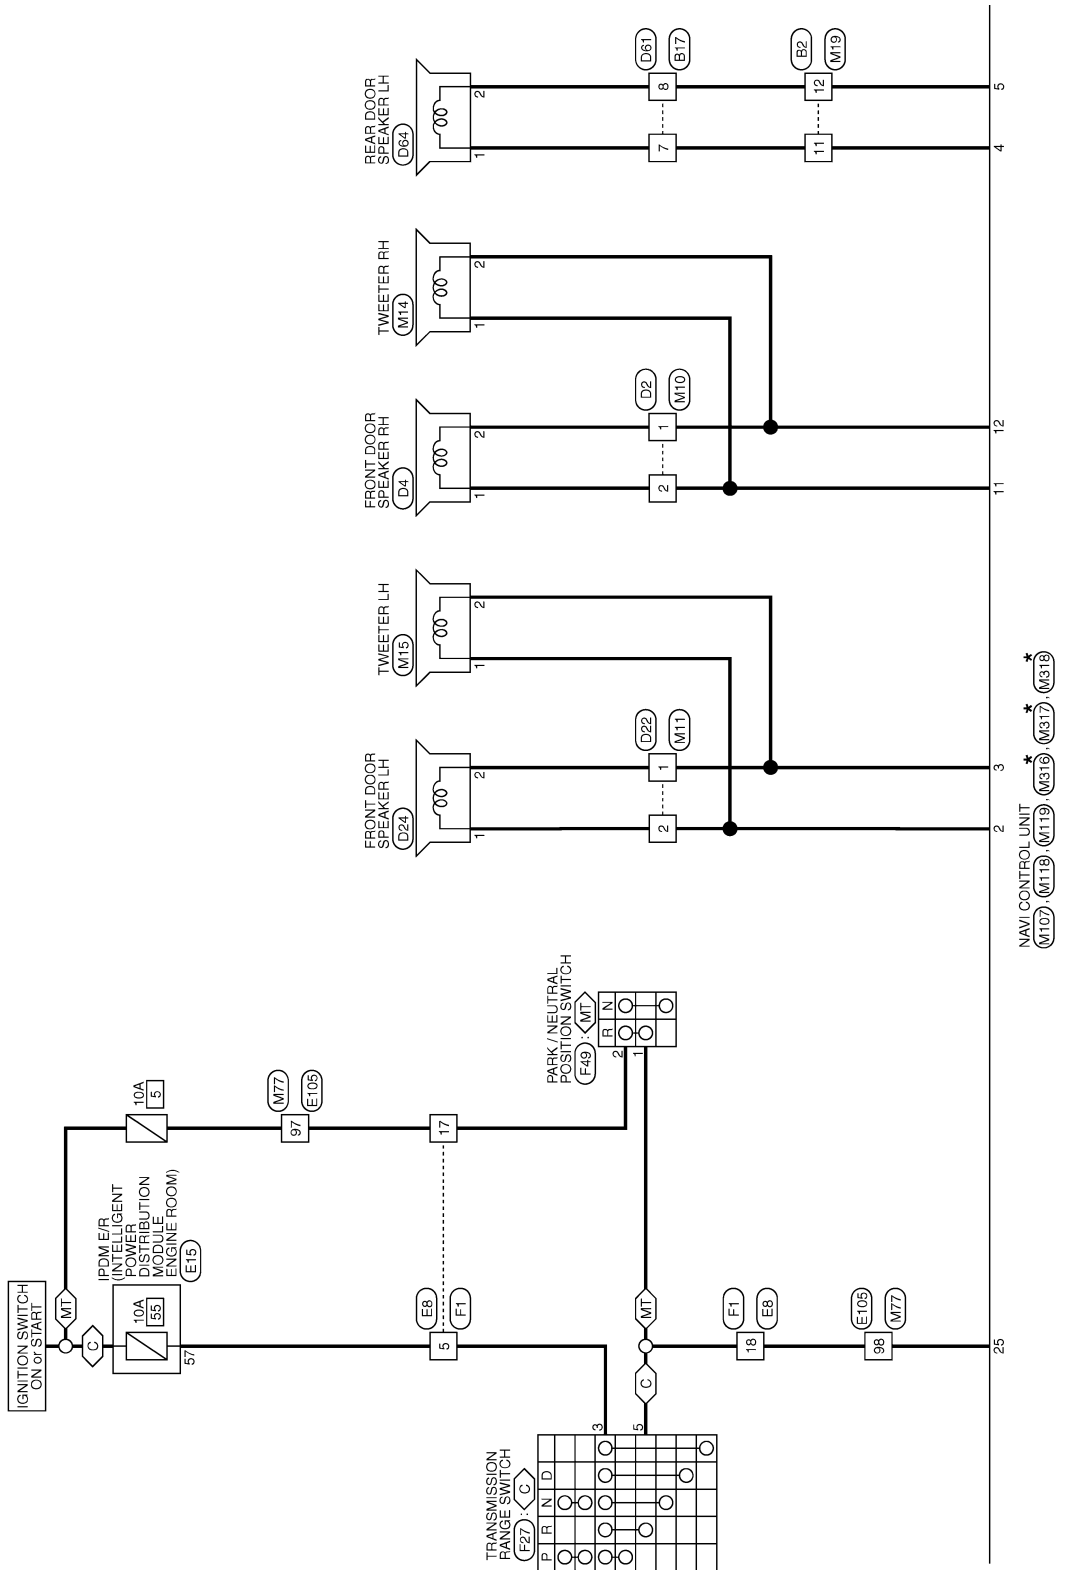 IGNITION SWITCH
ON or START
MT
C
10A
55
57
IPDM E/R
(INTELLIGENT
POWER
DISTRIBUTION
MODULE
ENGINE ROOM)
E15
10A
5
M77
E105
97
E8
F1
5
17
TRANSMISSION
RANGE SWITCH
F27 : C
P R N D
3
5
C
MT
PARK / NEUTRAL
POSITION SWITCH
F49 : MT
R N
2
1
F1
E8
18
E105
M77
98
25
FRONT DOOR
SPEAKER LH
D24
1 2
D22
M11
2 1
2 3
TWEETER LH
M15
1 2
FRONT DOOR
SPEAKER RH
D4
1 2
D2
M10
2 1
11 12
TWEETER RH
M14
1 2
REAR DOOR
SPEAKER LH
D64
1 2
D61
B17
7 8
B2
M19
11 12
4 5
NAVI CONTROL UNIT
* * *
M107 , M118 , M119 , M316 , M317 , M318